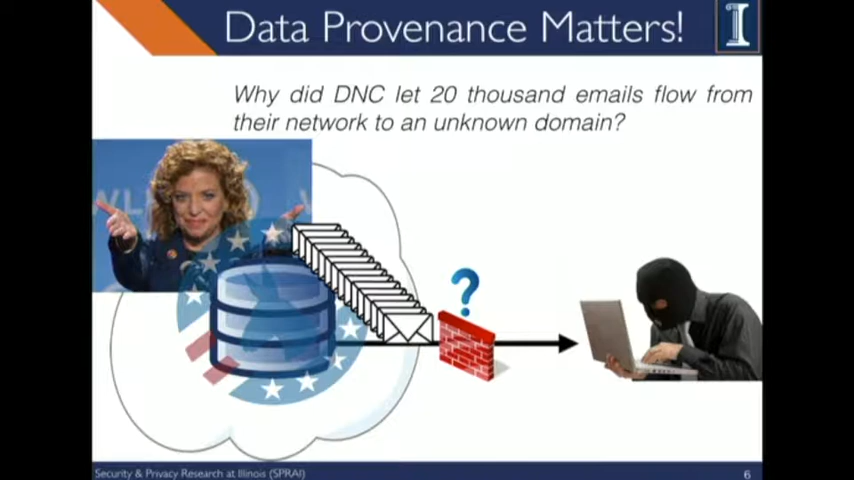 Data Provenance Matters!
I
Why did DNC let 20 thousand emails flow from
their network to an unknown domain?
WL
?
Security & Privacy Research at Illinois (SPRAI)
6